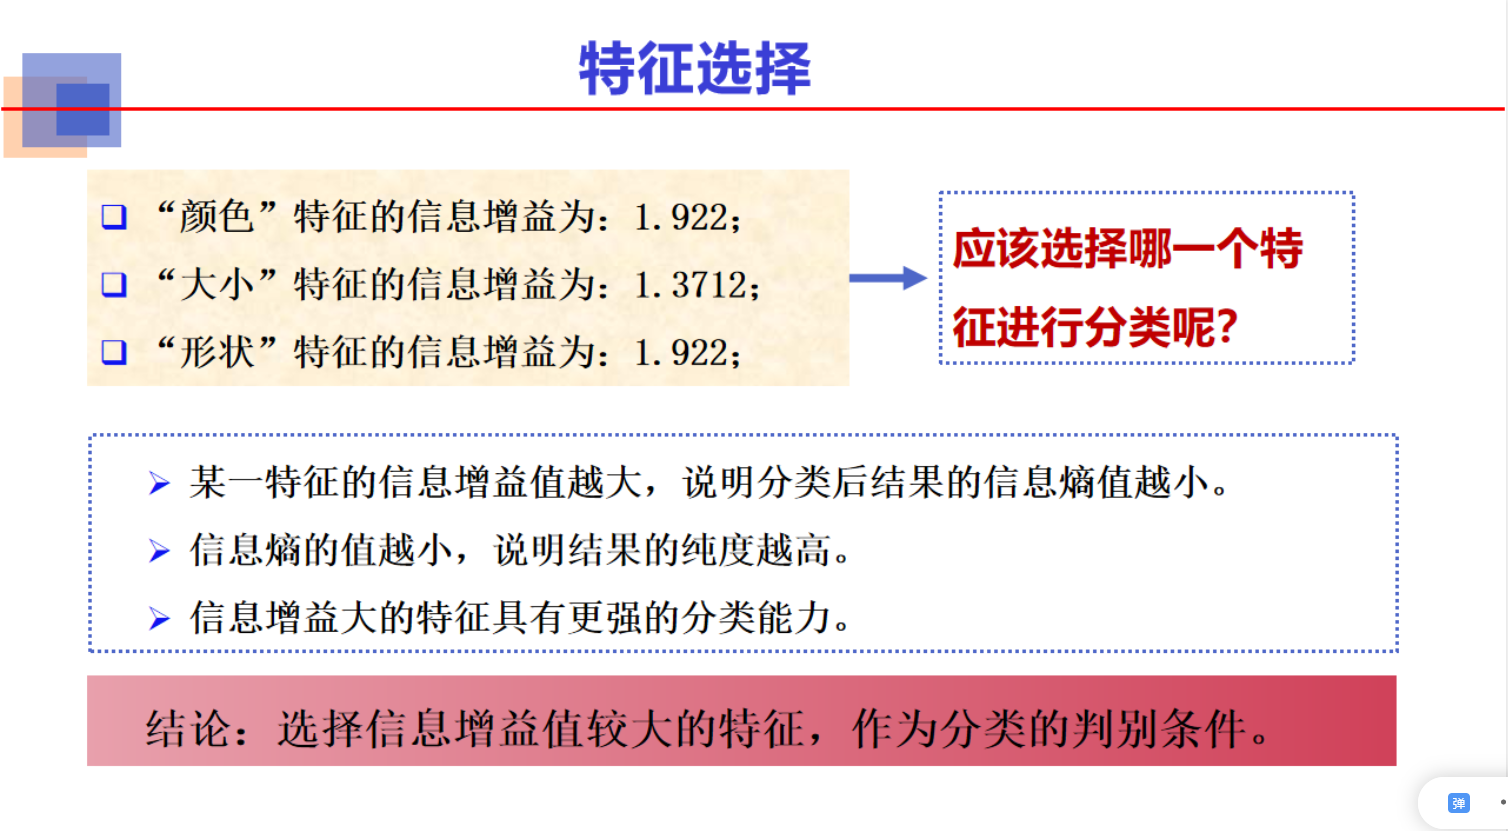 特征选择
“颜色”特征的信息增益为：1.922；
“大小”特征的信息增益为：1.3712；
“形状”特征的信息增益为：1.922；
应该选择哪一个特
征进行分类呢？
某一特征的信息增益值越大，说明分类后结果的信息熵值越小。
信息熵的值越小，说明结果的纯度越高。
信息增益大的特征具有更强的分类能力。
结论：选择信息增益值较大的特征，作为分类的判别条件。
弹